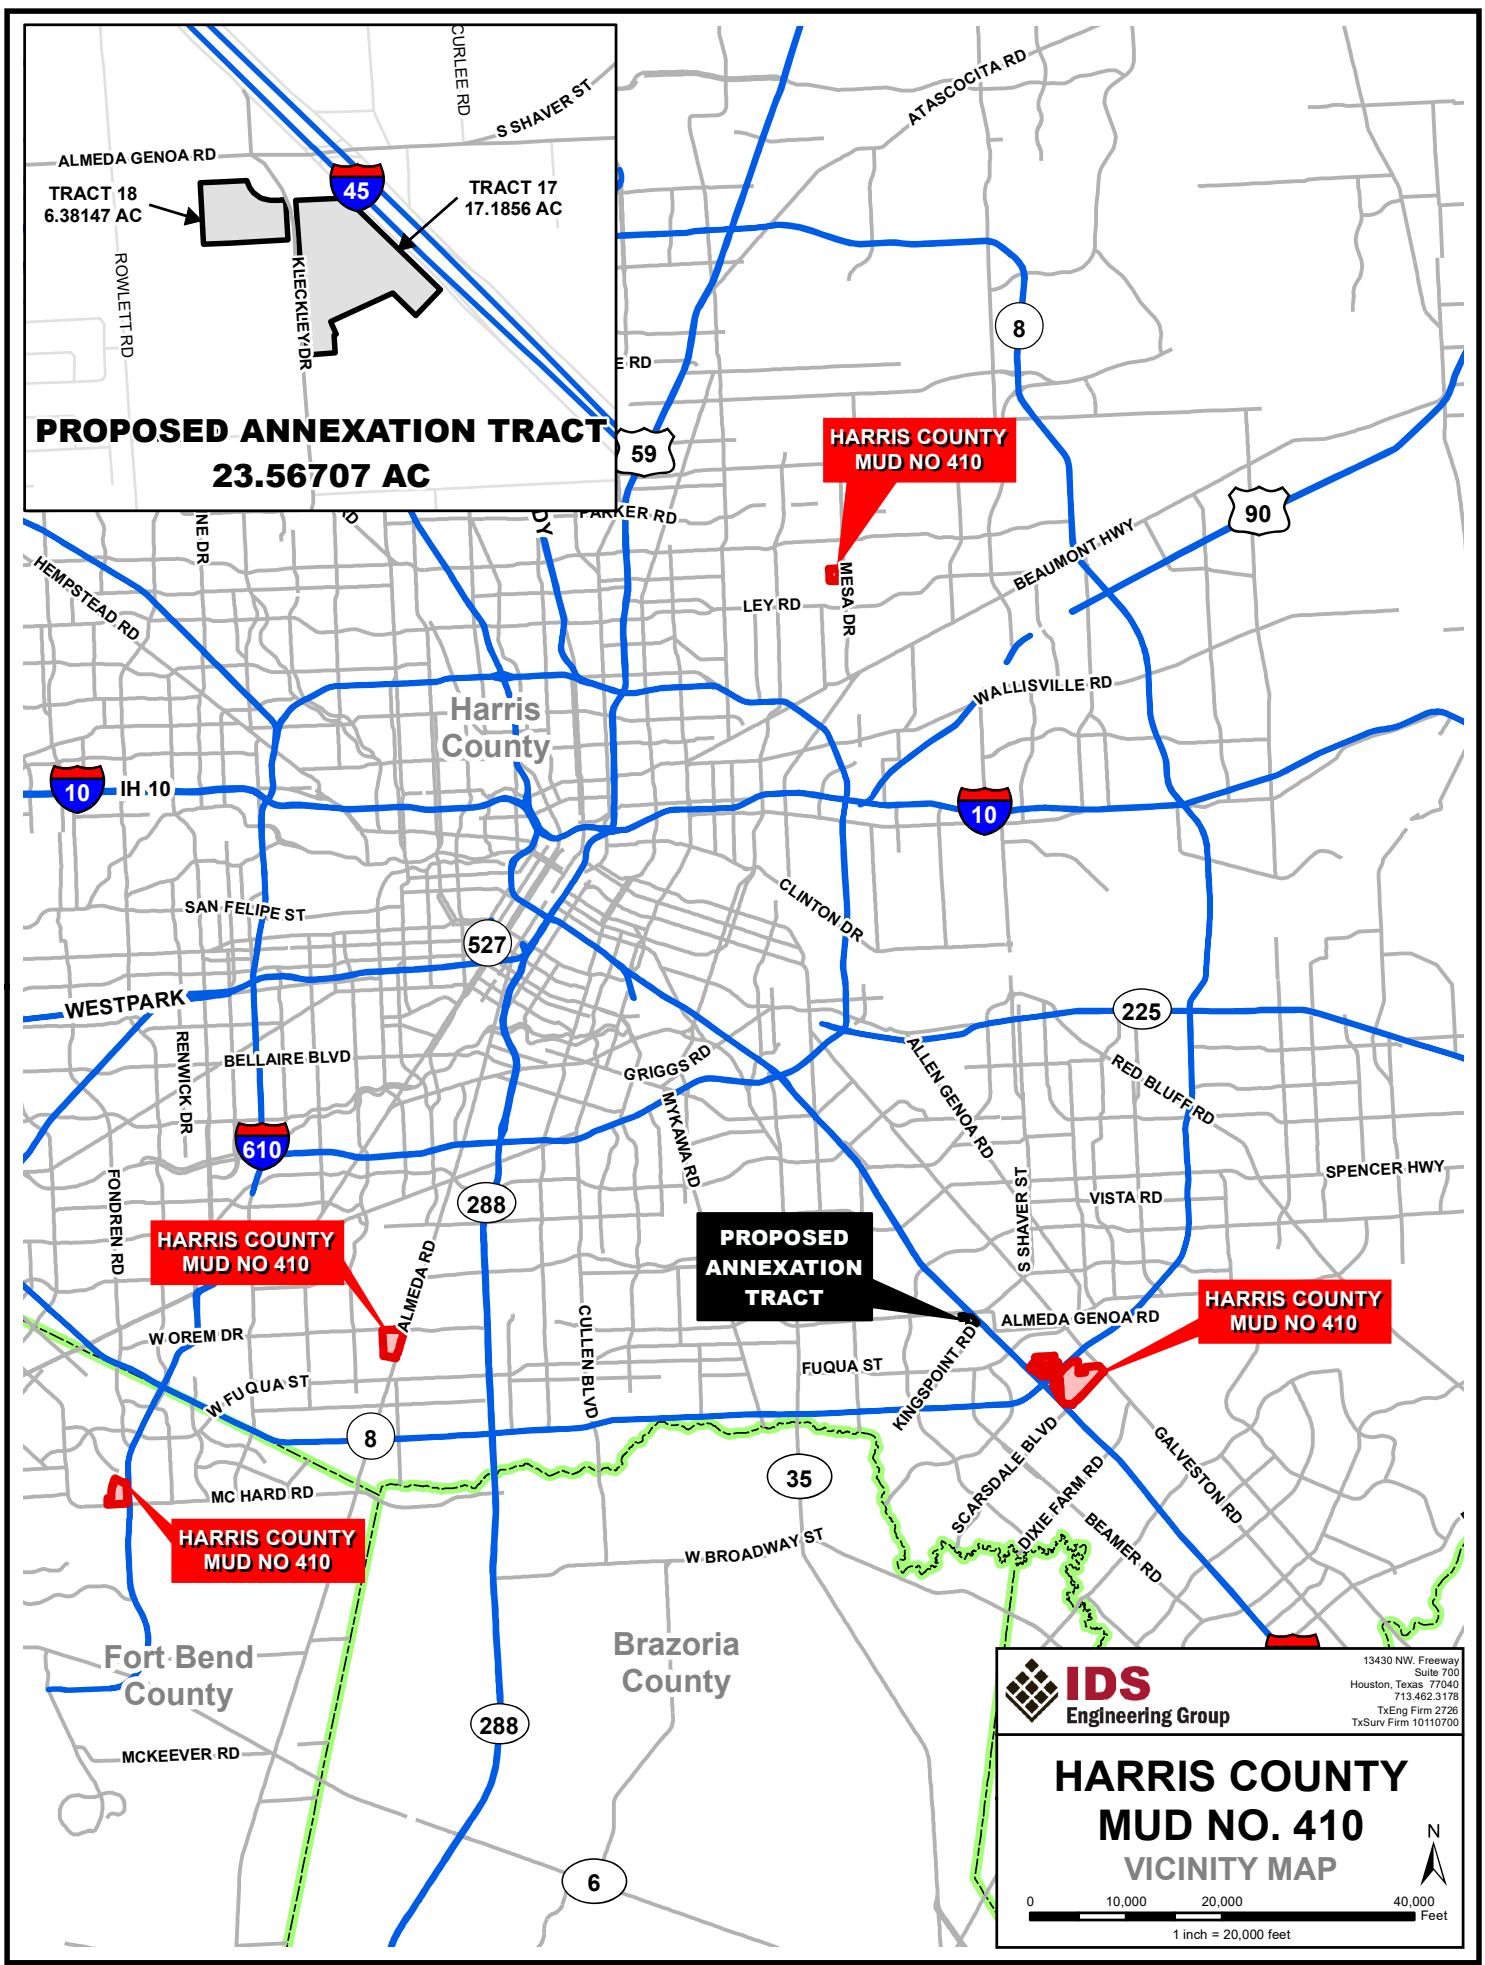 CURLEE RD
S SHAVER ST
ALMEDA GENOA RD
45
TRACT 18
6.38147 AC
TRACT 17
17.1856 AC
ROWLETT RD
KLECKLEY DR
PROPOSED ANNEXATION TRACT
23.56707 AC
ATASCOCITA RD
8
E RD
59
HARRIS COUNTY
MUD NO 410
90
PARKER RD
NE DR
RD
DY
HEMPSTEAD RD
BEAUMONT HWY
MESA DR
LEY RD
WALLISVILLE RD
Harris
County
10
IH 10
10
SAN FELIPE ST
CLINTON DR
527
WESTPARK
225
RENWICK DR
BELLAIRE BLVD
GRIGGS RD
ALLEN GENOA RD
RED BLUFF RD
MYKAWA RD
610
FONDREN RD
288
S SHAVER ST
VISTA RD
SPENCER HWY
HARRIS COUNTY
MUD NO 410
ALMEDA RD
PROPOSED
ANNEXATION
TRACT
ALMEDA GENOA RD
HARRIS COUNTY
MUD NO 410
W OREM DR
CULLEN BLVD
FUQUA ST
KINGSPOINT RD
W FUQUA ST
8
35
MC HARD RD
HARRIS COUNTY
MUD NO 410
SCARSDALE BLVD
DIXIE FARM RD
GALVESTON RD
BEAMER RD
W BROADWAY ST
Fort Bend
County
Brazoria
County
288
MCKEEVER RD
6
IDS
Engineering Group
13430 NW. Freeway
Suite 700
Houston, Texas 77040
713.462.3178
TxEng Firm 2726
TxSurv Firm 10110700
HARRIS COUNTY
MUD NO. 410
VICINITY MAP
N
0 10,000 20,000 40,000
Feet
1 inch = 20,000 feet